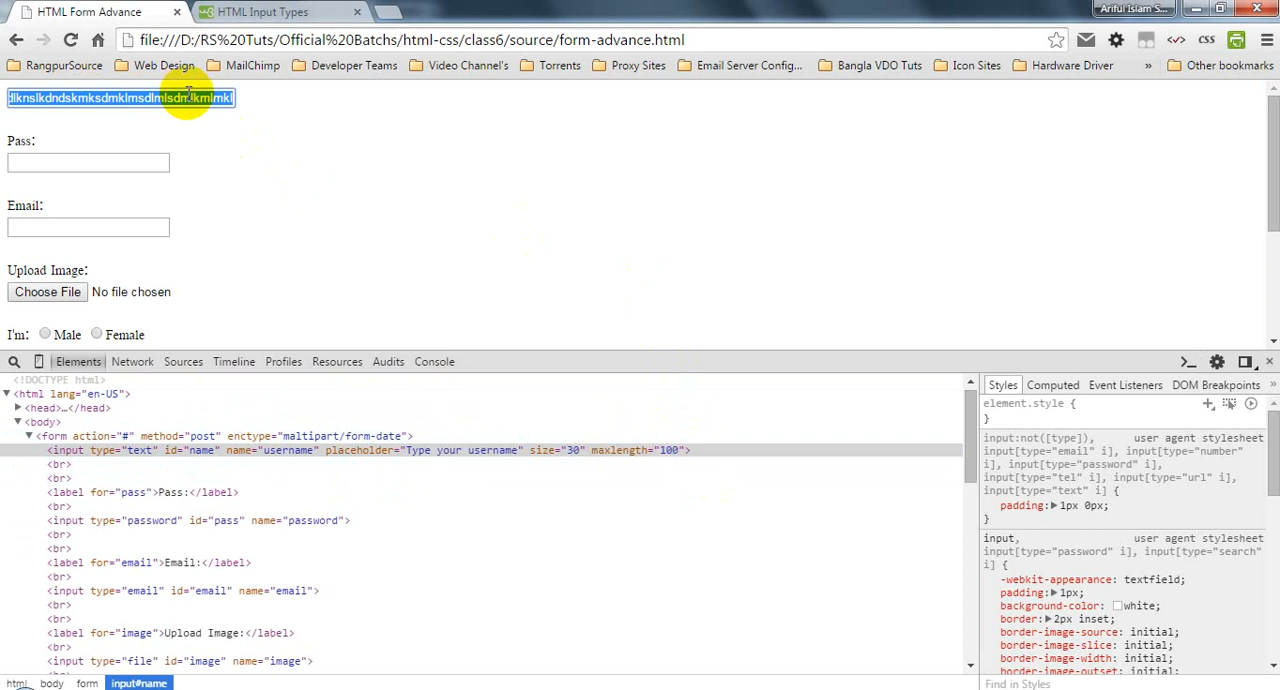 HTML Form Advance
HTML Input Types
Ariful Islam S...
file:///D:/RS%20Tuts/Official%20Batchs/html-css/class6/source/form-advance.html
RangpurSource Web Design MailChimp Developer Teams Video Channel's Torrents Proxy Sites Email Server Config... Bangla VDO Tuts Icon Sites Hardware Driver » Other bookmarks
dlknslkdndskmksdmklmsdlmlsdmlkmlmkl
Pass:
Email:
Upload Image:
Choose File No file chosen
I'm: Male Female
Elements Network Sources Timeline Profiles Resources Audits Console
<!DOCTYPE html>
<html lang="en-US">
<head>…</head>
<body>
<form action="#" method="post" enctype="maltipart/form-date">
<input type="text" id="name" name="username" placeholder="Type your username" size="30" maxlength="100">
<br>
<br>
<label for="pass">Pass:</label>
<br>
<input type="password" id="pass" name="password">
<br>
<br>
<label for="email">Email:</label>
<br>
<input type="email" id="email" name="email">
<br>
<br>
<label for="image">Upload Image:</label>
<br>
<input type="file" id="image" name="image">
html body form input#name
Styles Computed Event Listeners DOM Breakpoints »
element.style {
}
input:not([type]), user agent stylesheet
input[type="email" i], input[type="number"
i], input[type="password" i],
input[type="tel" i], input[type="url" i],
input[type="text" i] {
padding: 1px 0px;
}
input, user agent stylesheet
input[type="password" i], input[type="search"
i] {
-webkit-appearance: textfield;
padding: 1px;
background-color: white;
border: 2px inset;
border-image-source: initial;
border-image-slice: initial;
border-image-width: initial;
border-image-outset: initial;
Find in Styles